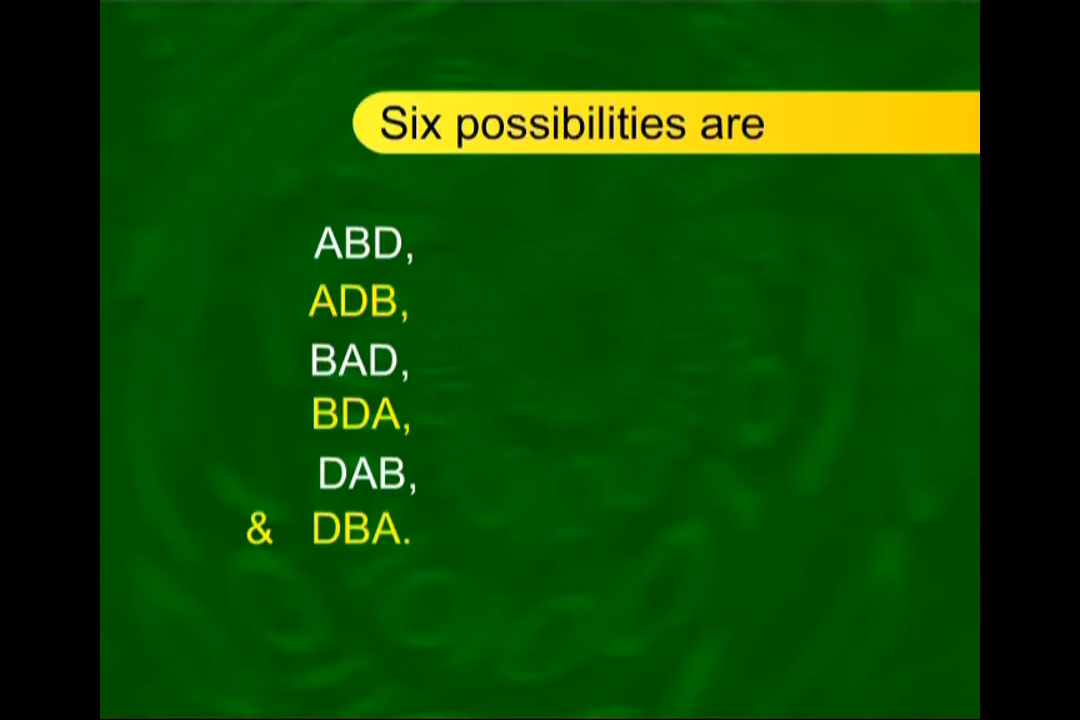 Six possibilities are
ABD,
ADB,
BAD,
BDA,
DAB,
& DBA.